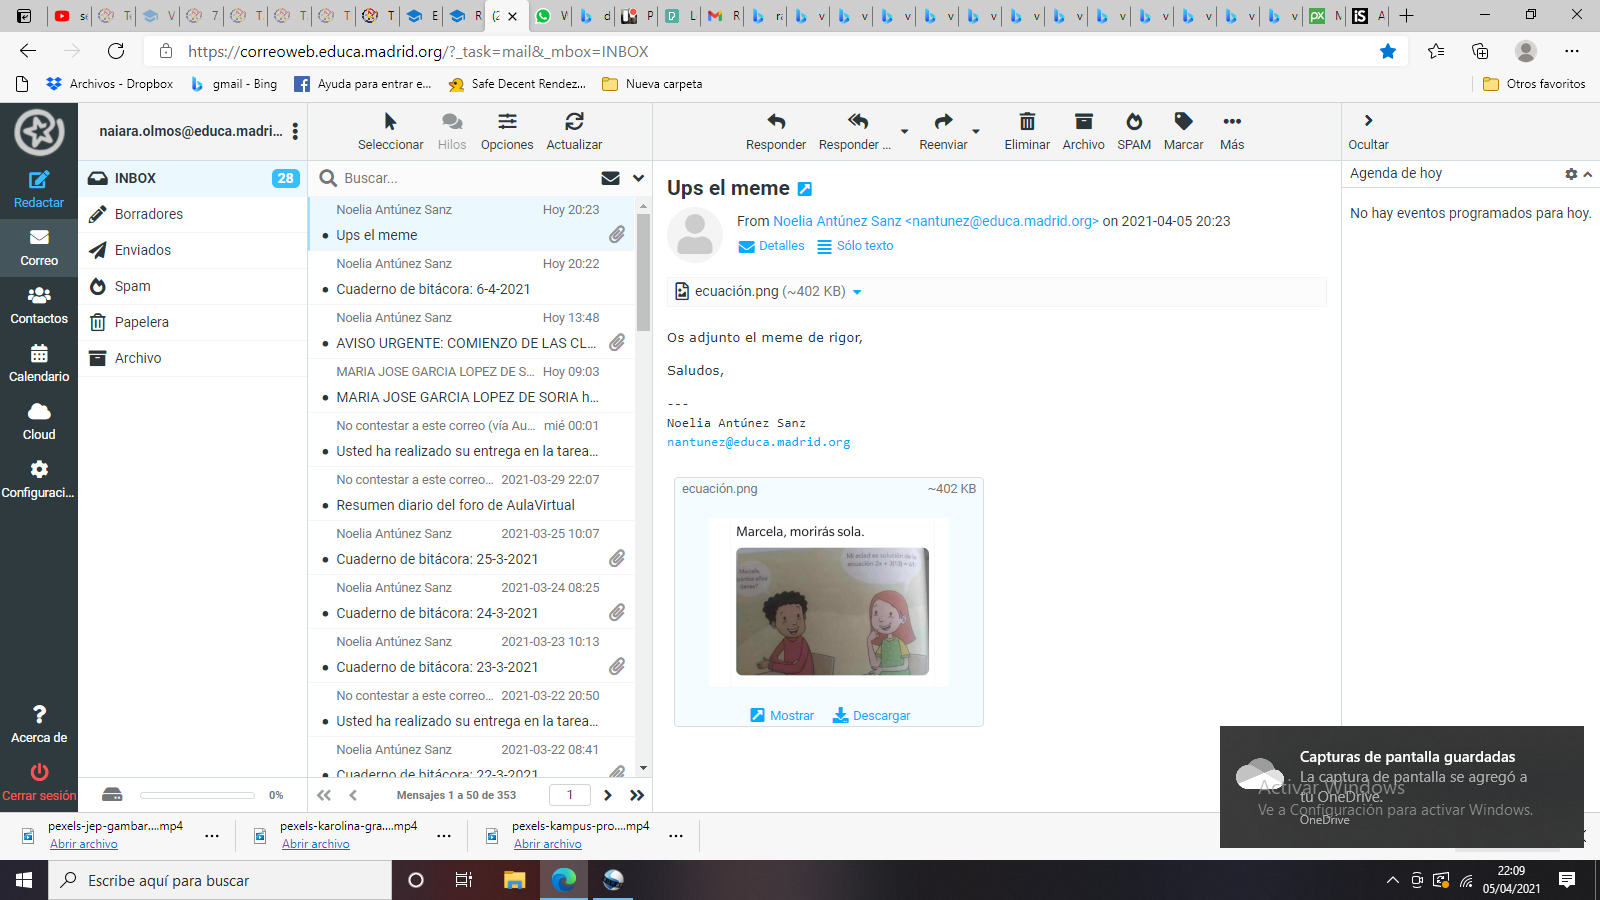 https://correoweb.educa.madrid.org/?_task=mail&_mbox=INBOX
Archivos - Dropbox
gmail - Bing
Ayuda para entrar e...
Safe Decent Rendez...
Nueva carpeta
Otros favoritos
naiara.olmos@educa.madri...
Redactar
Correo
Contactos
Calendario
Cloud
Configuraci...
Acerca de
Cerrar sesión
INBOX 28
Borradores
Enviados
Spam
Papelera
Archivo
0%
Seleccionar
Hilos
Opciones
Actualizar
Buscar...
Noelia Antúnez Sanz Hoy 20:23
Ups el meme
Noelia Antúnez Sanz Hoy 20:22
Cuaderno de bitácora: 6-4-2021
Noelia Antúnez Sanz Hoy 13:48
AVISO URGENTE: COMIENZO DE LAS CL...
MARIA JOSE GARCIA LOPEZ DE S... Hoy 09:03
MARIA JOSE GARCIA LOPEZ DE SORIA h...
No contestar a este correo (vía Au... mié 00:01
Usted ha realizado su entrega en la tarea...
No contestar a este correo... 2021-03-29 22:07
Resumen diario del foro de AulaVirtual
Noelia Antúnez Sanz 2021-03-25 10:07
Cuaderno de bitácora: 25-3-2021
Noelia Antúnez Sanz 2021-03-24 08:25
Cuaderno de bitácora: 24-3-2021
Noelia Antúnez Sanz 2021-03-23 10:13
Cuaderno de bitácora: 23-3-2021
No contestar a este correo... 2021-03-22 20:50
Usted ha realizado su entrega en la tarea...
Noelia Antúnez Sanz 2021-03-22 08:41
Cuaderno de bitácora: 22-3-2021
Mensajes 1 a 50 de 353
1
Responder
Responder ...
Reenviar
Eliminar
Archivo
SPAM
Marcar
Más
Ups el meme
From Noelia Antúnez Sanz <nantunez@educa.madrid.org> on 2021-04-05 20:23
Detalles
Sólo texto
ecuación.png (~402 KB)
Os adjunto el meme de rigor,
Saludos,
---
Noelia Antúnez Sanz
nantunez@educa.madrid.org
ecuación.png ~402 KB
Marcela, morirás sola.
Marcela,
¿cuántos años
tienes?
Mi edad es solución de la
ecuación 2x + 3(13) = 61.
Mostrar
Descargar
Ocultar
Agenda de hoy
No hay eventos programados para hoy.
Capturas de pantalla guardadas
La captura de pantalla se agregó a
tu OneDrive.
OneDrive
Activar Windows
Ve a Configuración para activar Windows.
pexels-jep-gambar....mp4
Abrir archivo
pexels-karolina-gra....mp4
Abrir archivo
pexels-kampus-pro....mp4
Abrir archivo
Escribe aquí para buscar
22:09
05/04/2021